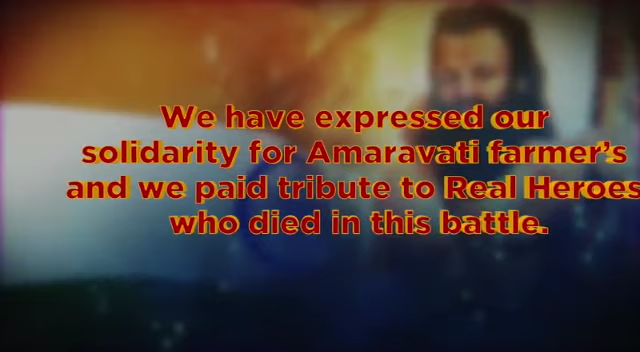 We have expressed our
solidarity for Amaravati farmer's
and we paid tribute to Real Heroes
who died in this battle.